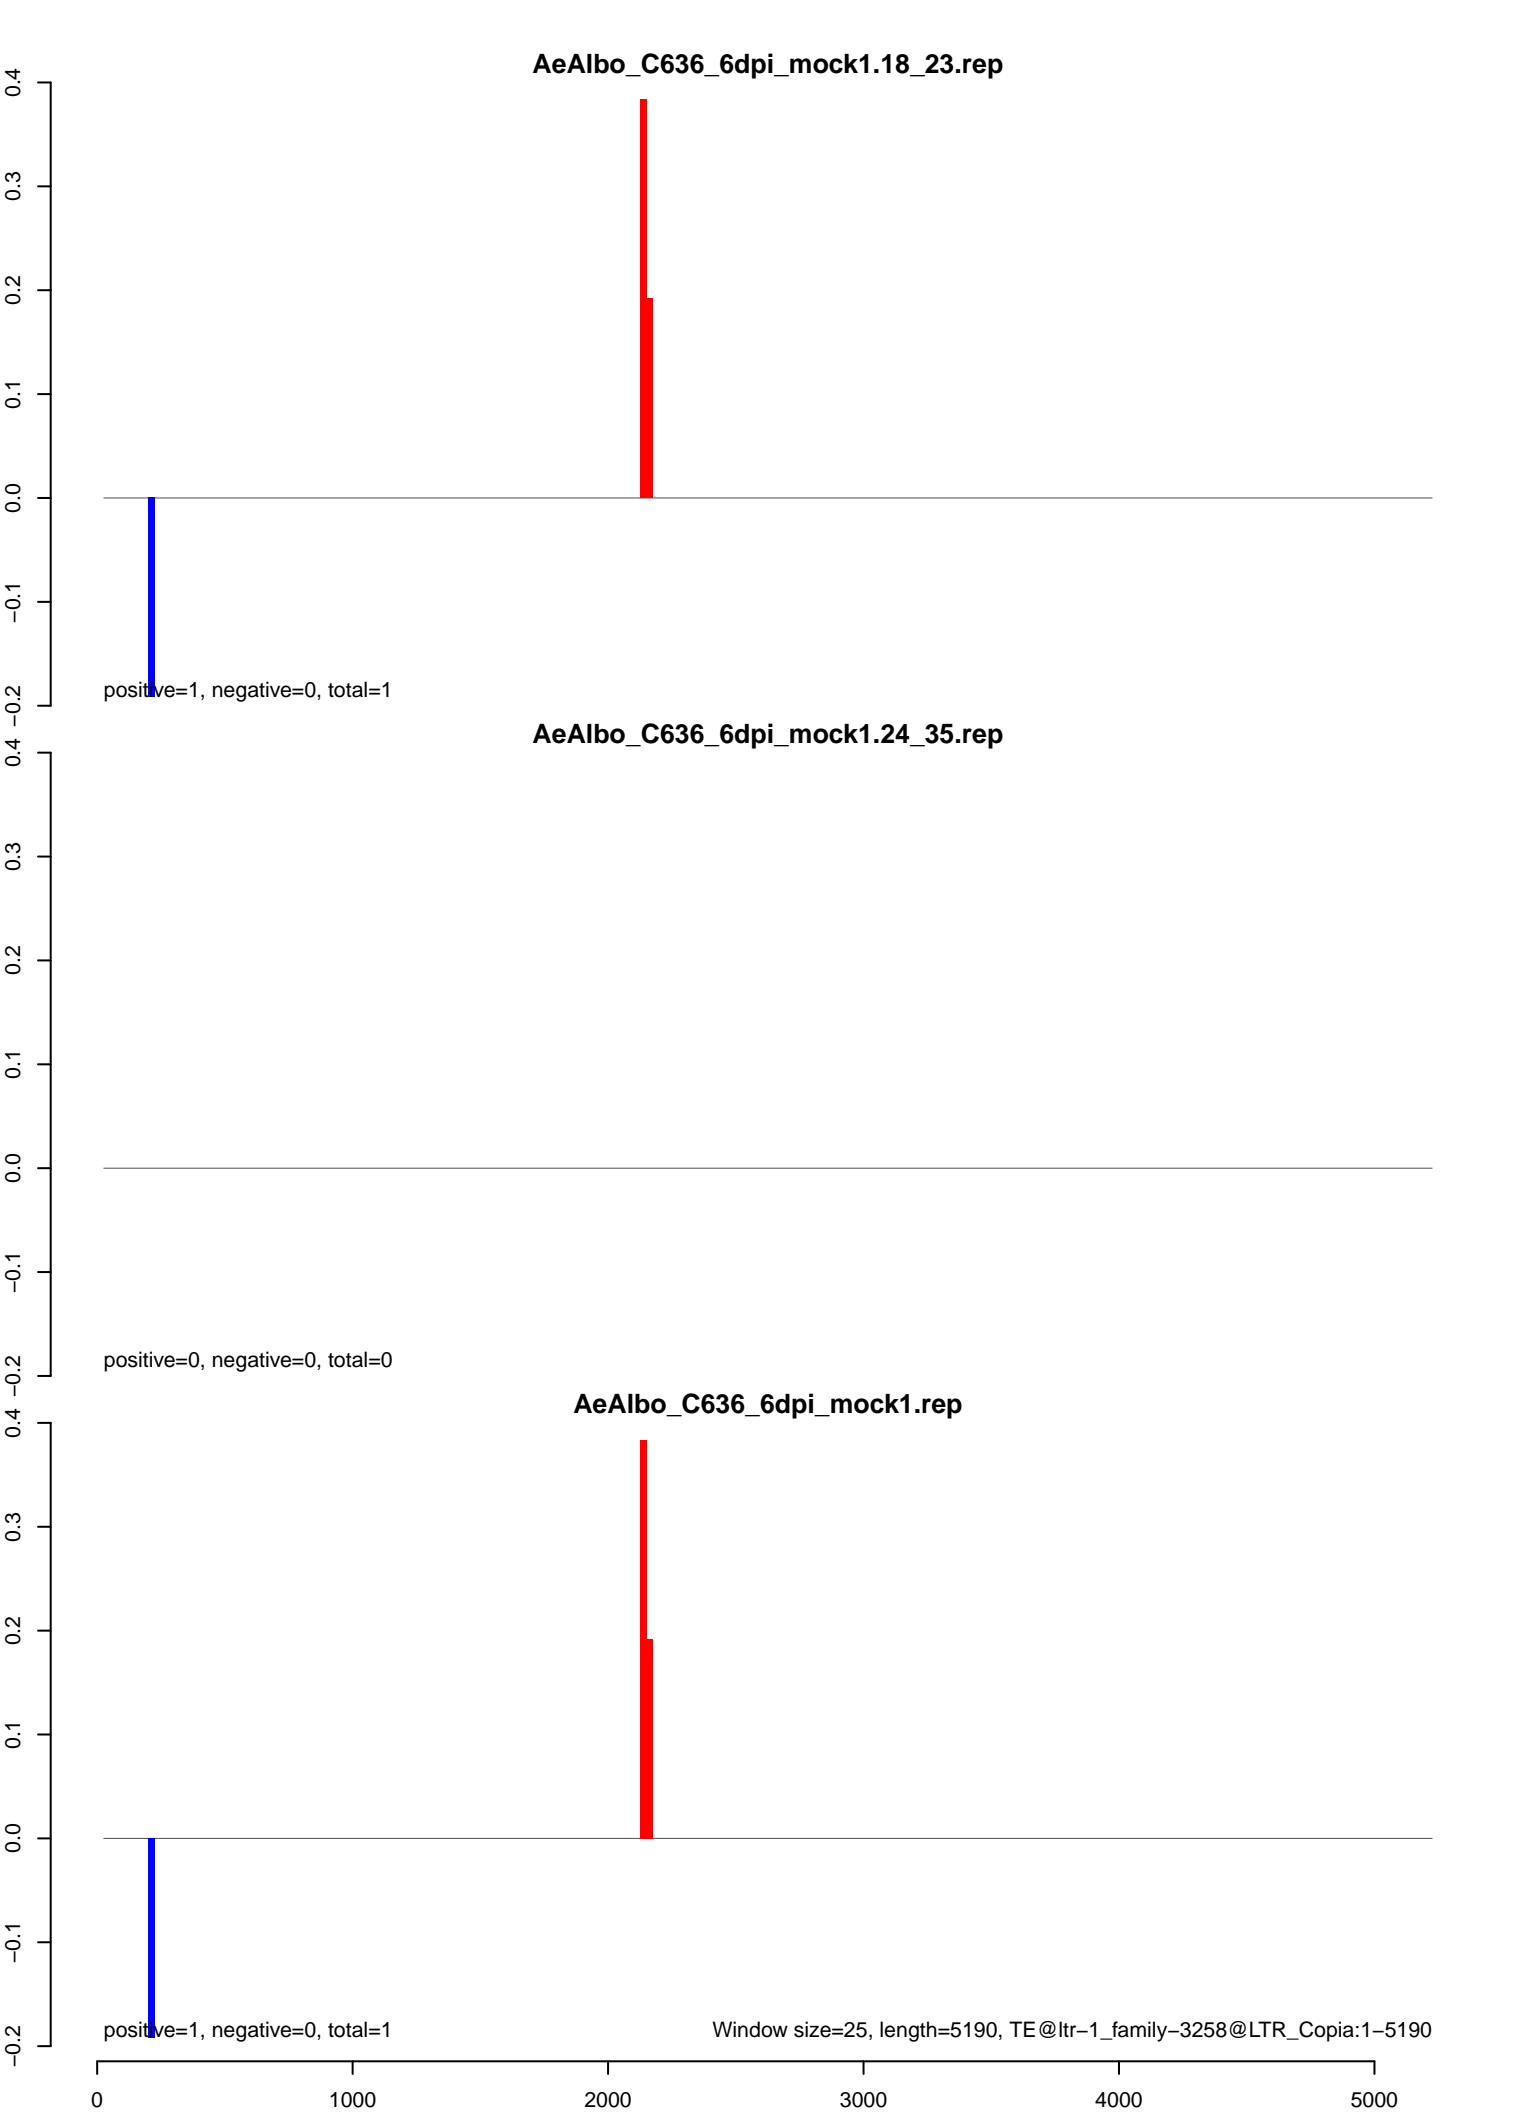 AeAlbo_C636_6dpi_mock1.18_23.rep
0.4
0.3
0.2
0.1
0.0
−0.1
−0.2
positive=1, negative=0, total=1
AeAlbo_C636_6dpi_mock1.24_35.rep
0.4
0.3
0.2
0.1
0.0
−0.1
−0.2
positive=0, negative=0, total=0
AeAlbo_C636_6dpi_mock1.rep
0.4
0.3
0.2
0.1
0.0
−0.1
−0.2
positive=1, negative=0, total=1
Window size=25, length=5190, TE@ltr−1_family−3258@LTR_Copia:1−5190
0 1000 2000 3000 4000 5000